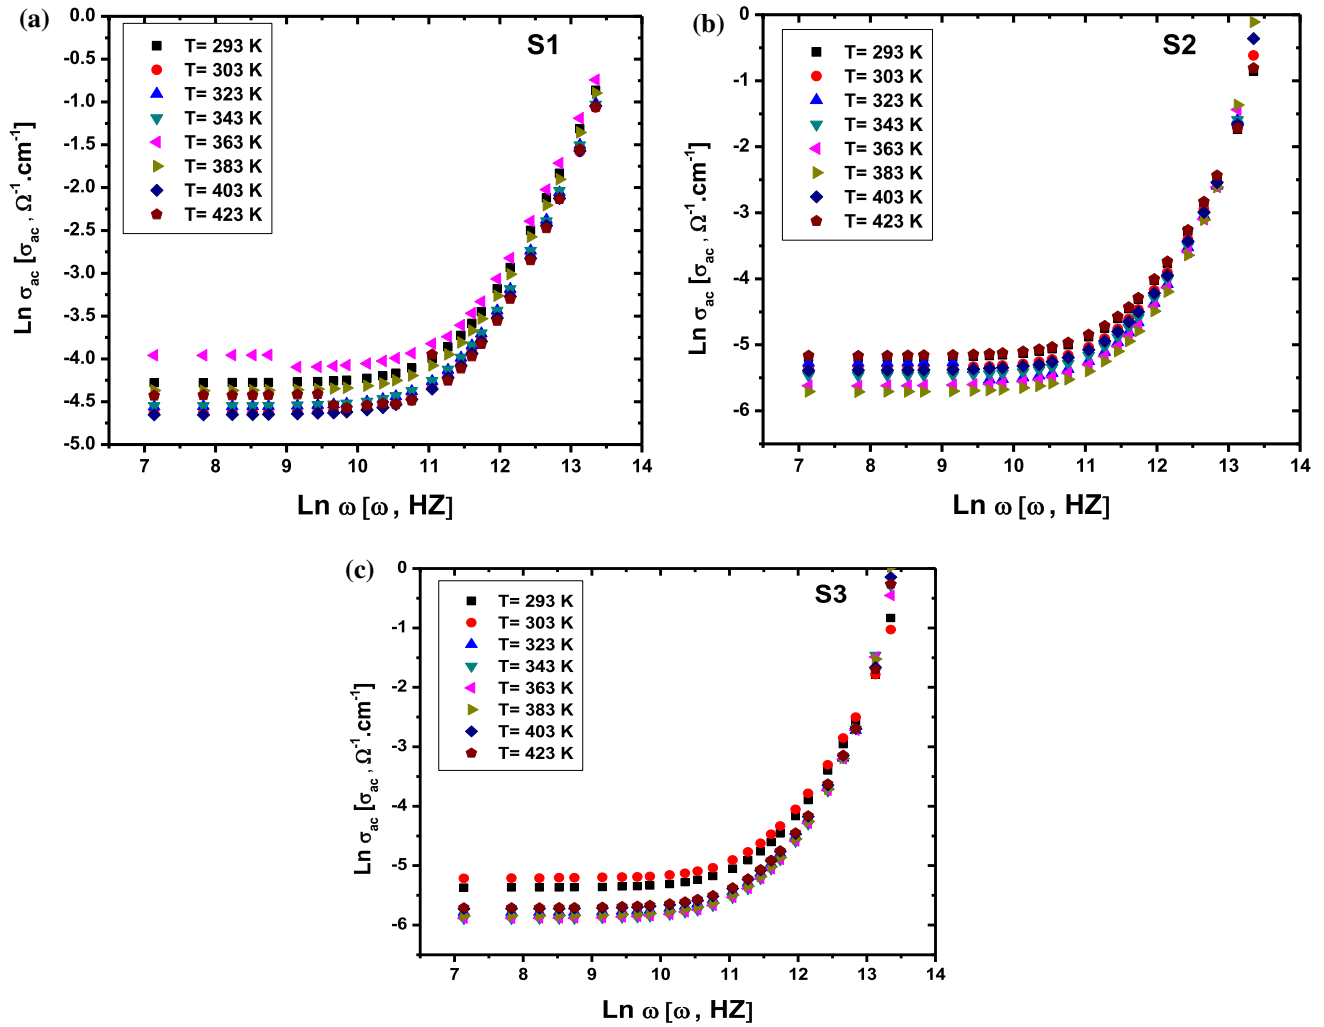 (a)
S1
T= 293 K
T= 303 K
T= 323 K
T= 343 K
T= 363 K
T= 383 K
T= 403 K
T= 423 K
0.0
-0.5
-1.0
-1.5
-2.0
-2.5
-3.0
-3.5
-4.0
-4.5
-5.0
Ln σac [σac , Ω-1.cm-1]
7 8 9 10 11 12 13 14
Ln ω [ω , HZ]
(b)
S2
T= 293 K
T= 303 K
T= 323 K
T= 343 K
T= 363 K
T= 383 K
T= 403 K
T= 423 K
0
-1
-2
-3
-4
-5
-6
Ln σac [σac , Ω-1.cm-1]
7 8 9 10 11 12 13 14
Ln ω [ω , HZ]
(c)
S3
T= 293 K
T= 303 K
T= 323 K
T= 343 K
T= 363 K
T= 383 K
T= 403 K
T= 423 K
0
-1
-2
-3
-4
-5
-6
Ln σac [σac , Ω-1.cm-1]
7 8 9 10 11 12 13 14
Ln ω [ω , HZ]